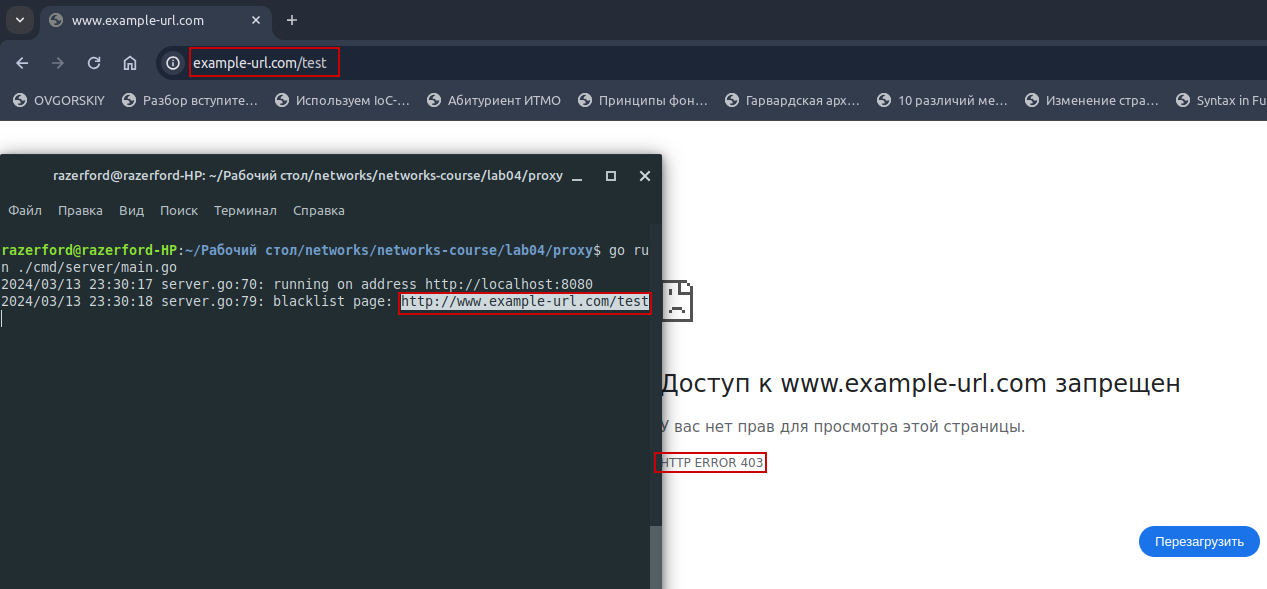 www.example-url.com
example-url.com/test
OVGORSKIY Разбор вступите… Используем IoC-… Абитуриент ИТМО Принципы фон… Гарвардская арх… 10 различий ме… Изменение стра… Syntax in Fu
razerford@razerford-HP: ~/Рабочий стол/networks/networks-course/lab04/proxy
Файл Правка Вид Поиск Терминал Справка
razerford@razerford-HP:~/Рабочий стол/networks/networks-course/lab04/proxy$ go ru
n ./cmd/server/main.go
2024/03/13 23:30:17 server.go:70: running on address http://localhost:8080
2024/03/13 23:30:18 server.go:79: blacklist page: http://www.example-url.com/test
Доступ к www.example-url.com запрещен
У вас нет прав для просмотра этой страницы.
HTTP ERROR 403
Перезагрузить